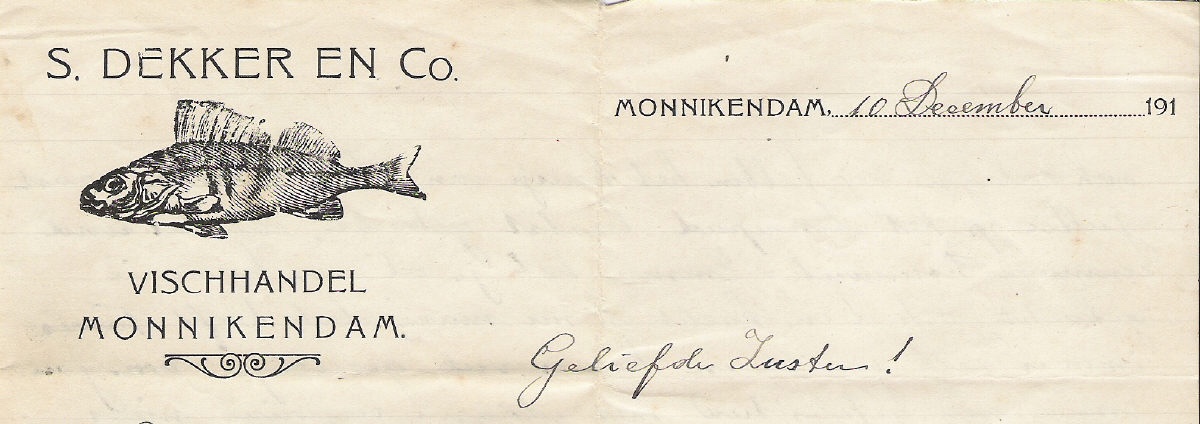 S. DEKKER EN Co.
MONNIKENDAM, 10 December 191
VISCHHANDEL
MONNIKENDAM.
Geliefde Zuster!